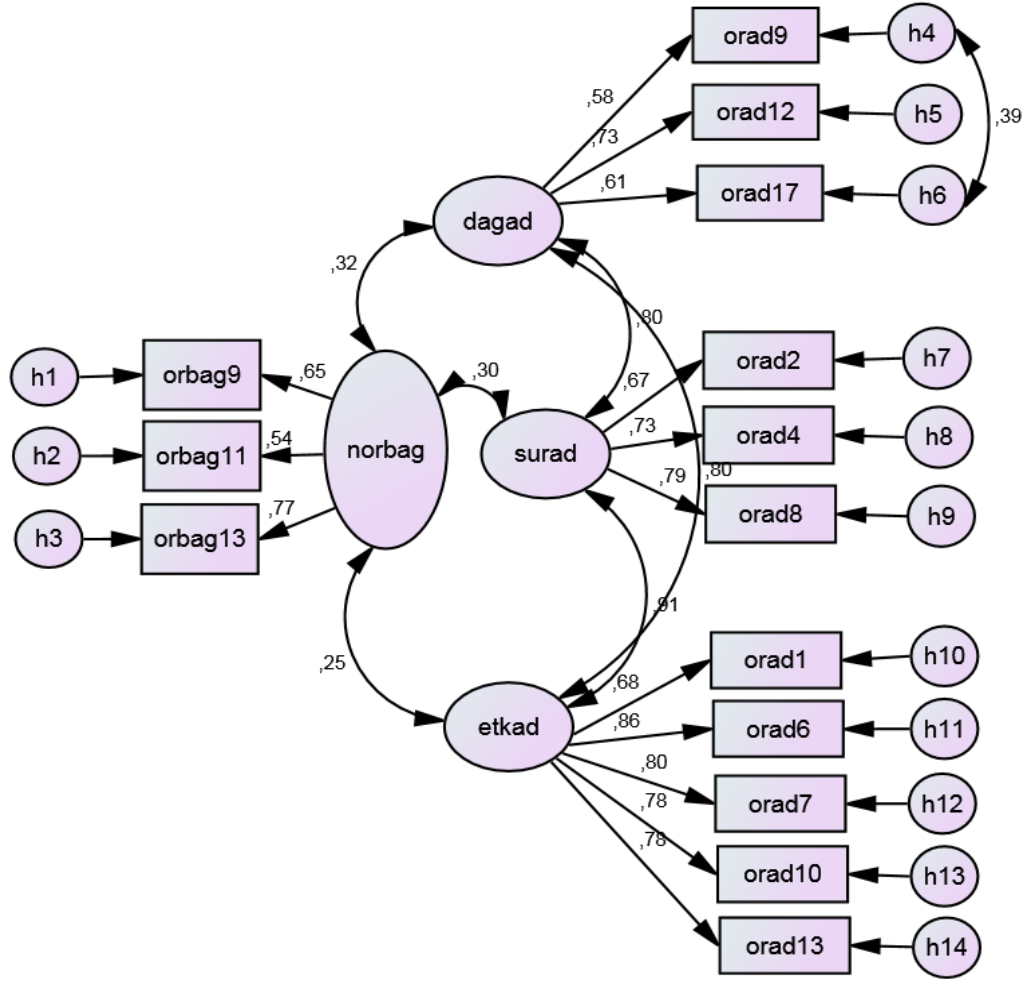 orad9
h4
,58
orad12
h5
,39
,73
orad17
h6
,61
dagad
,32
,80
h1
orbag9
,65
,30
,67
orad2
h7
h2
orbag11
,54
norbag
surad
,73
orad4
h8
,79
,80
orad8
h9
h3
orbag13
,77
,91
,25
,68
orad1
h10
etkad
,86
orad6
h11
,80
orad7
h12
,78
orad10
h13
,78
orad13
h14